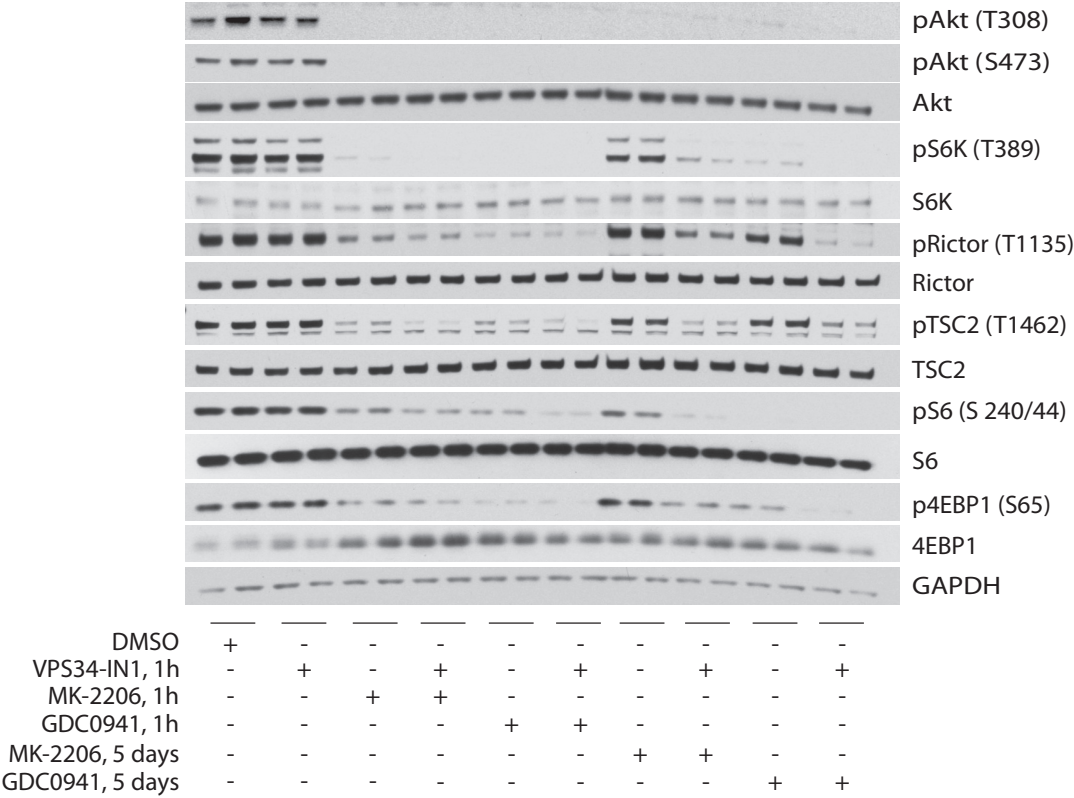 pAkt (T308)
pAkt (S473)
Akt
pS6K (T389)
S6K
pRictor (T1135)
Rictor
pTSC2 (T1462)
TSC2
pS6 (S 240/44)
S6
p4EBP1 (S65)
4EBP1
GAPDH
DMSO + - - - - - - - - -
VPS34-IN1, 1h - + - + - + - + - +
MK-2206, 1h - - + + - - - - - -
GDC0941, 1h - - - - + + - - - -
MK-2206, 5 days - - - - - - + + - -
GDC0941, 5 days - - - - - - - - + +